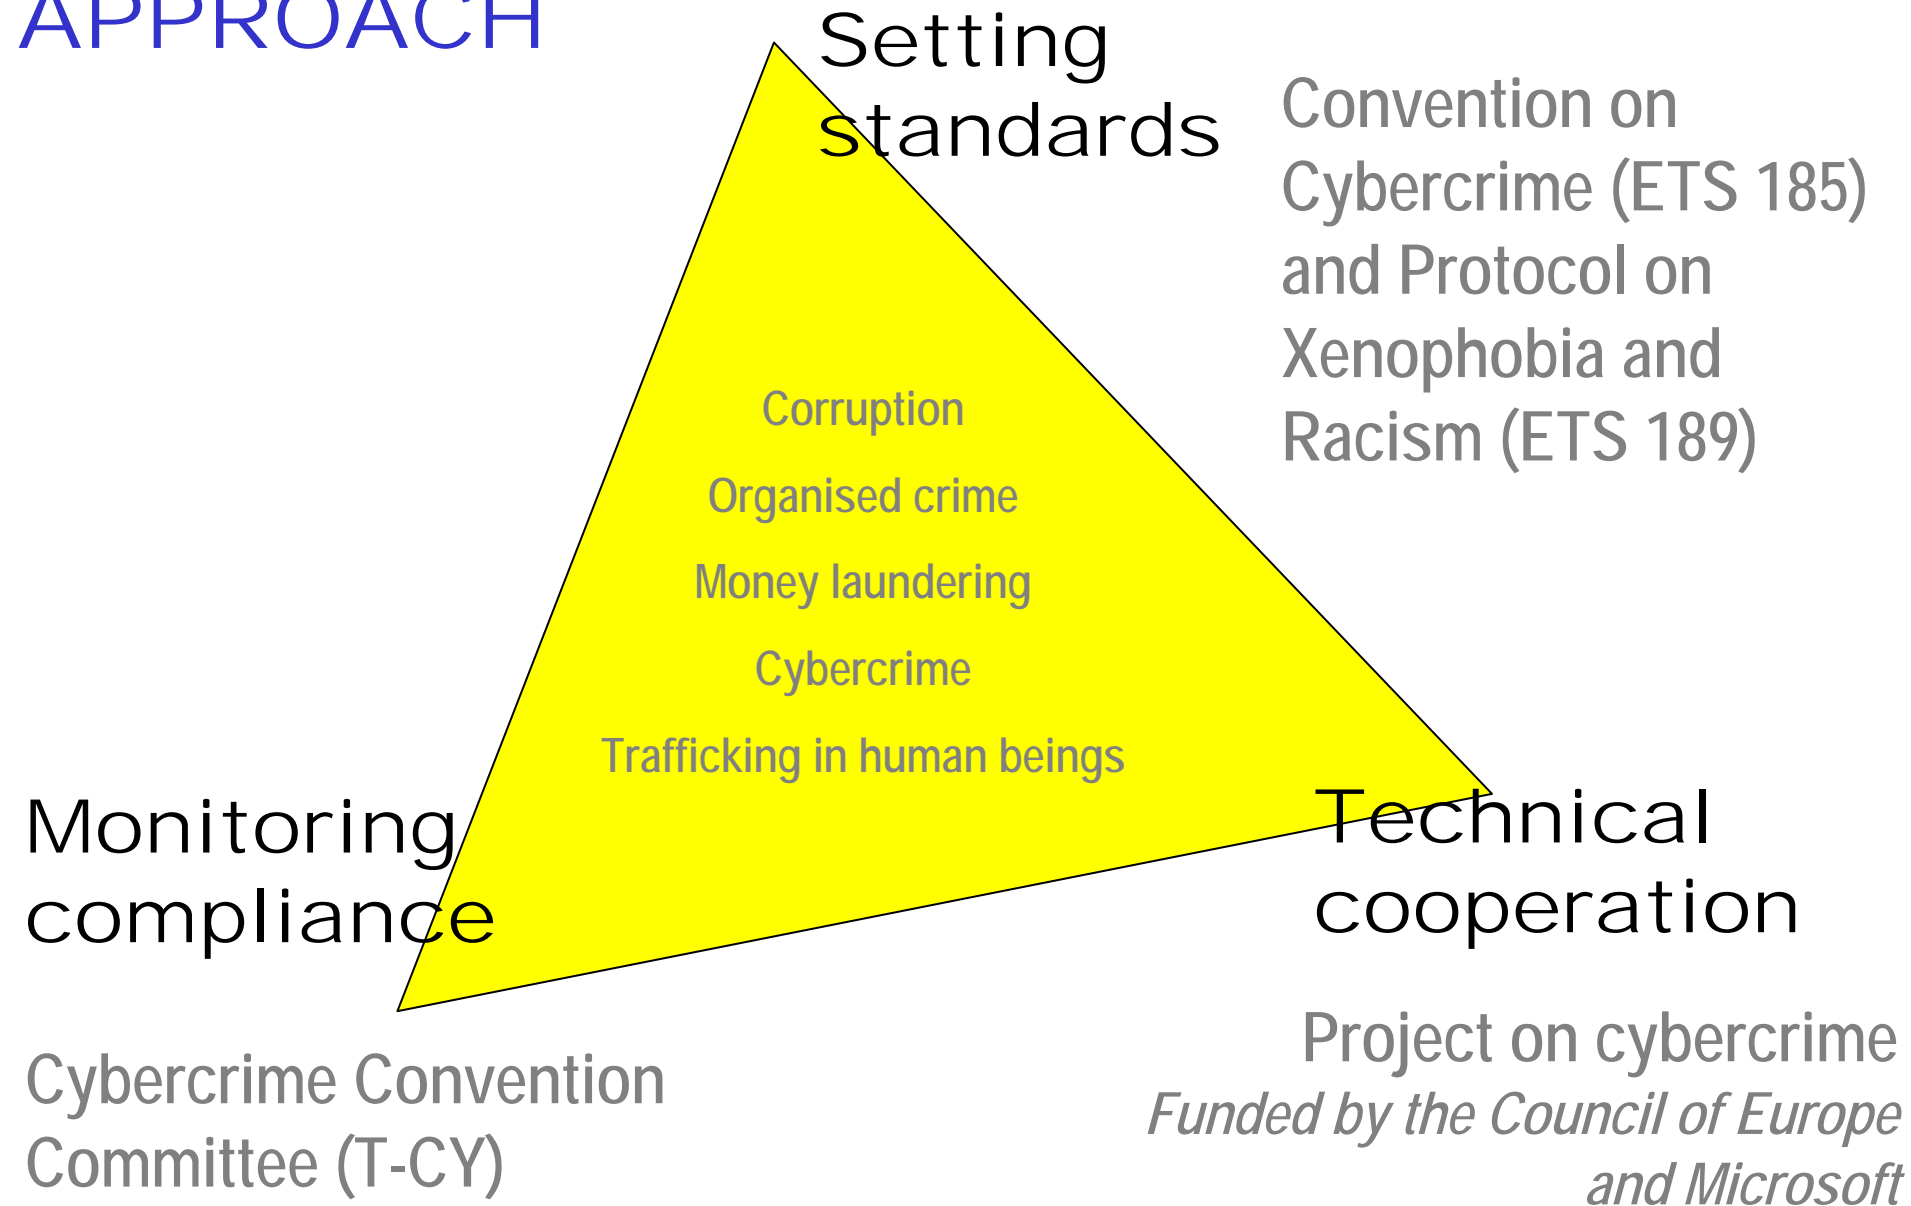 APPROACH
Setting
standards
Convention on
Cybercrime (ETS 185)
and Protocol on
Xenophobia and
Racism (ETS 189)
Corruption
Organised crime
Money laundering
Cybercrime
Trafficking in human beings
Monitoring
compliance
Technical
cooperation
Cybercrime Convention
Committee (T-CY)
Project on cybercrime
Funded by the Council of Europe
and Microsoft